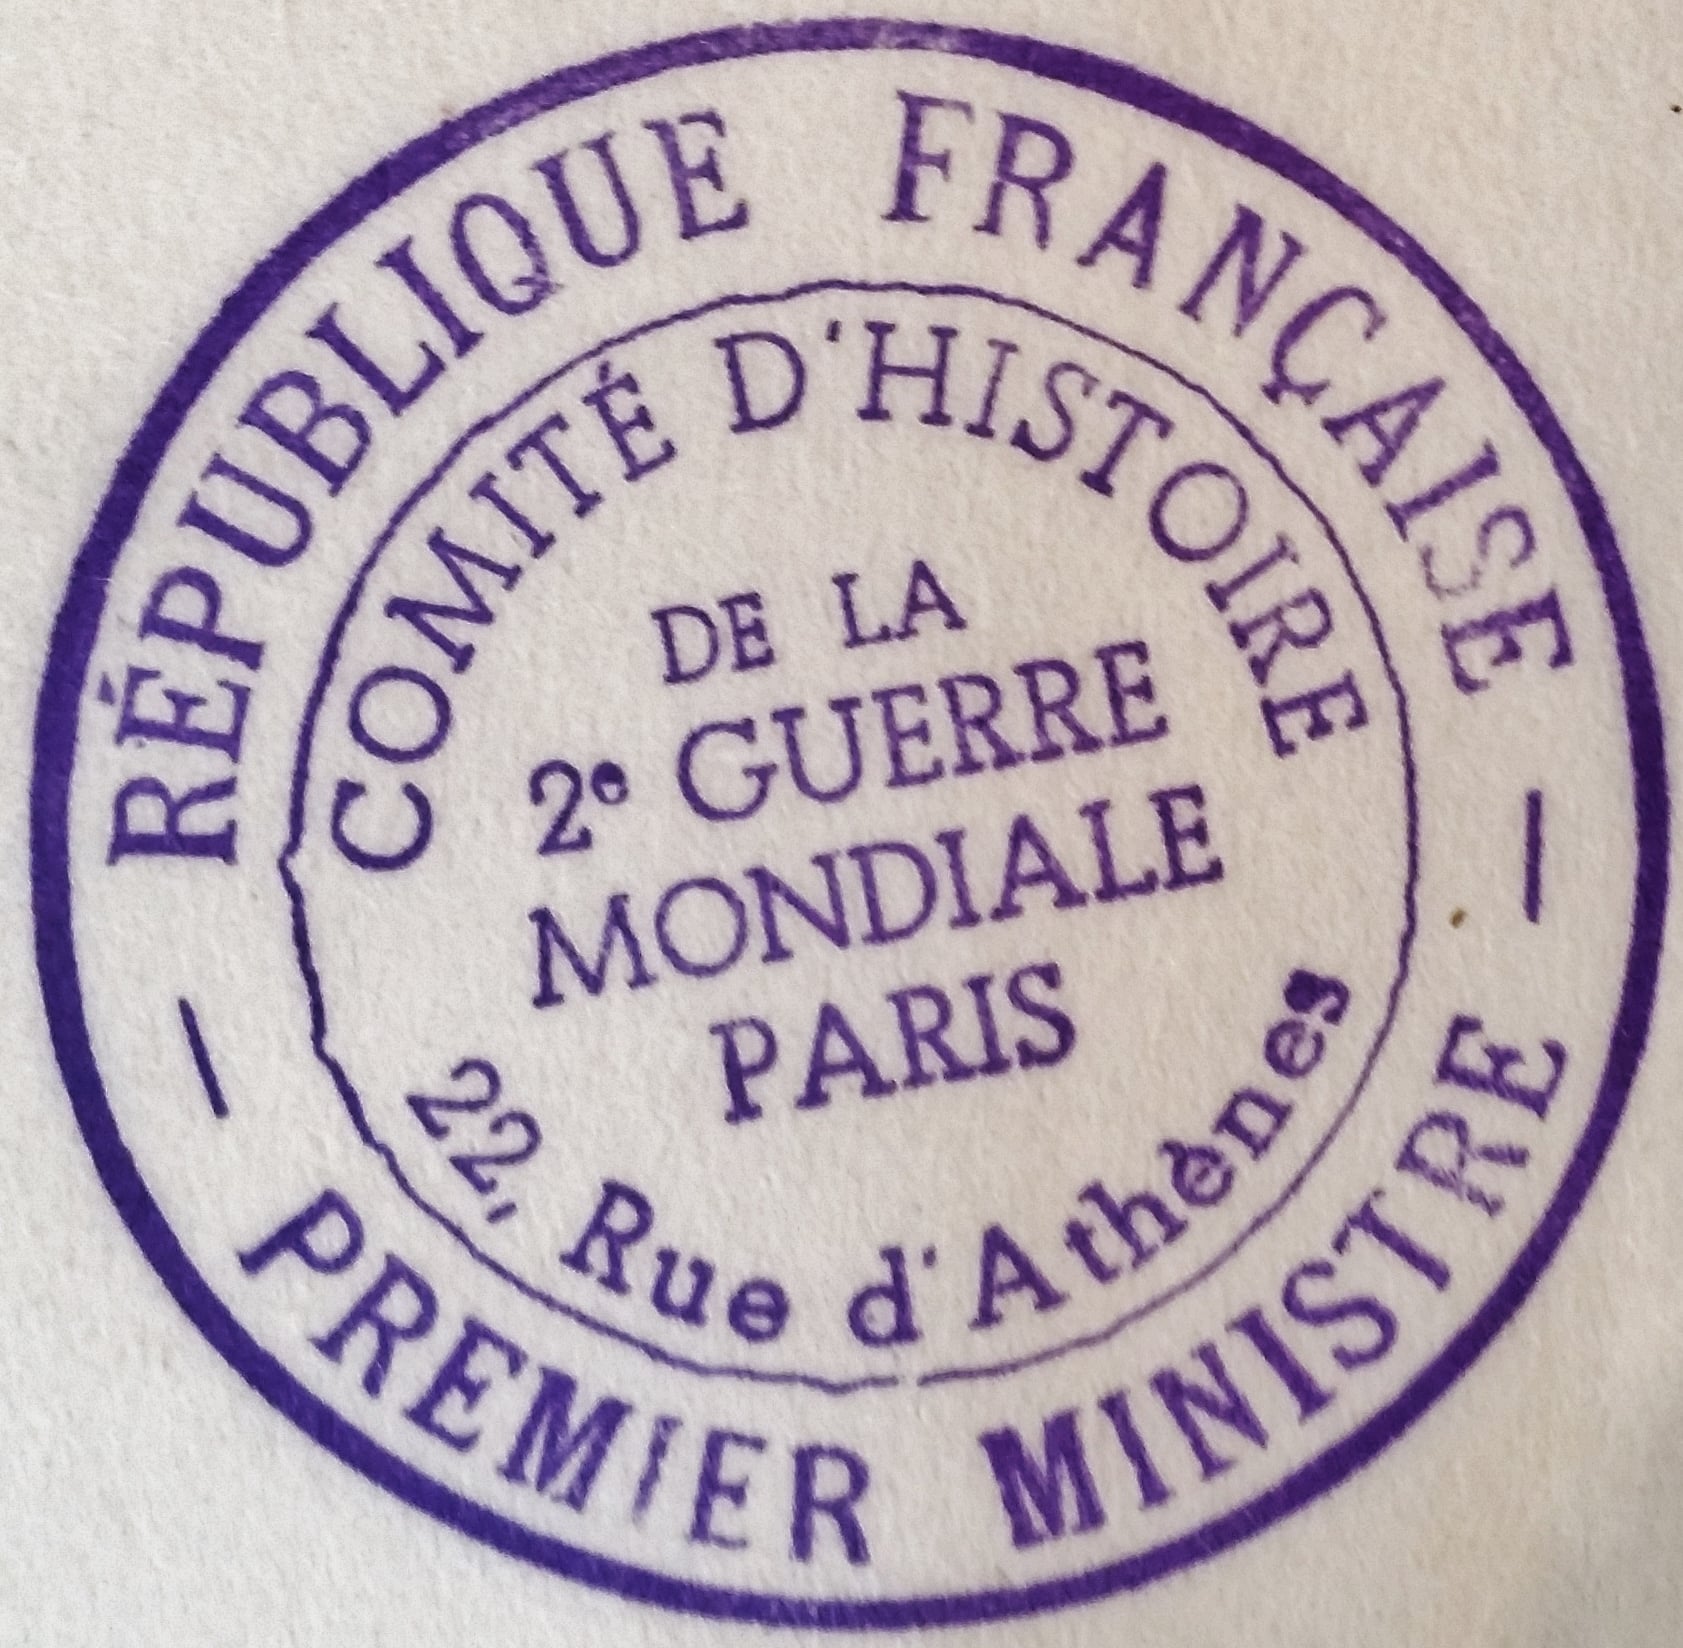 RÉPUBLIQUE FRANÇAISE
COMITÉ D'HISTOIRE
DE LA
2e GUERRE
MONDIALE
PARIS
22, Rue d'Athènes
— PREMIER MINISTRE —